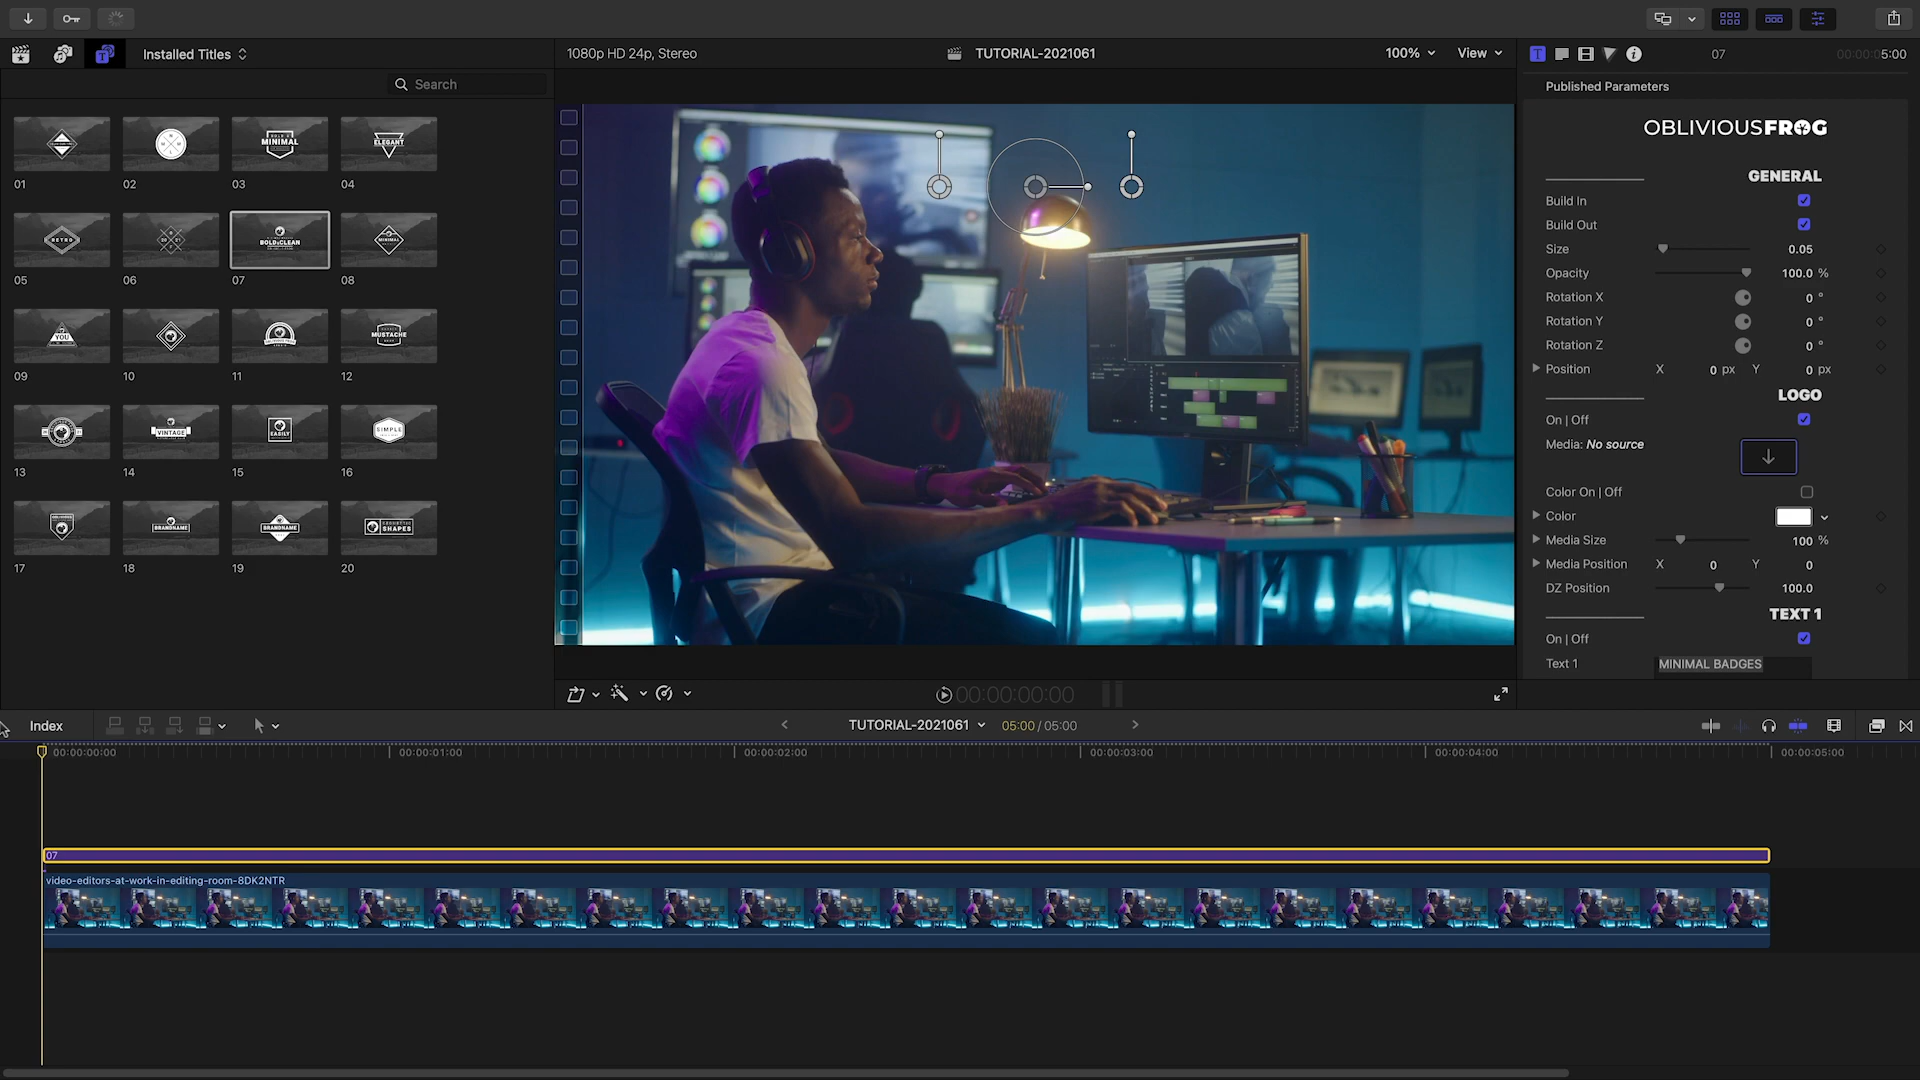 Installed Titles
1080p HD 24p, Stereo
TUTORIAL-2021061
100%
View
07
00:00:05:00
Search
Published Parameters
OBLIVIOUSFROG
GENERAL
Build In
Build Out
Size 0.05
Opacity 100.0 %
Rotation X 0 °
Rotation Y 0 °
Rotation Z 0 °
Position X 0 px Y 0 px
LOGO
On | Off
Media: No source
Color On | Off
Color
Media Size 100 %
Media Position X 0 Y 0
DZ Position 100.0
TEXT 1
On | Off
Text 1 MINIMAL BADGES
MINIMAL
ELEGANT
01 02 03 04
RETRO
BOLD&CLEAN
MINIMAL
05 06 07 08
YOU
MUSTACHE
09 10 11 12
VINTAGE
EASILY
SIMPLE
13 14 15 16
BRANDNAME
BRANDNAME
SHAPES
17 18 19 20
00:00:00:00
Index
TUTORIAL-2021061
05:00 / 05:00
00:00:00:00 00:00:01:00 00:00:02:00 00:00:03:00 00:00:04:00 00:00:05:00
07
video-editors-at-work-in-editing-room-8DK2NTR